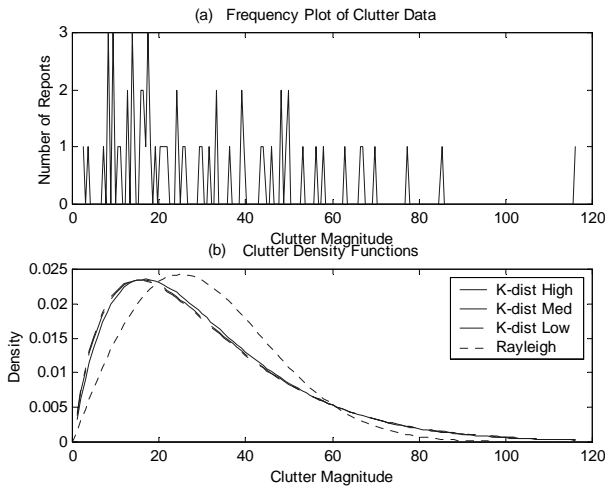 (a) Frequency Plot of Clutter Data
3
2
1
0
Number of Reports
0 20 40 60 80 100 120
Clutter Magnitude
(b) Clutter Density Functions
0.025
0.02
0.015
0.01
0.005
0
Density
K-dist High
K-dist Med
K-dist Low
Rayleigh
0 20 40 60 80 100 120
Clutter Magnitude